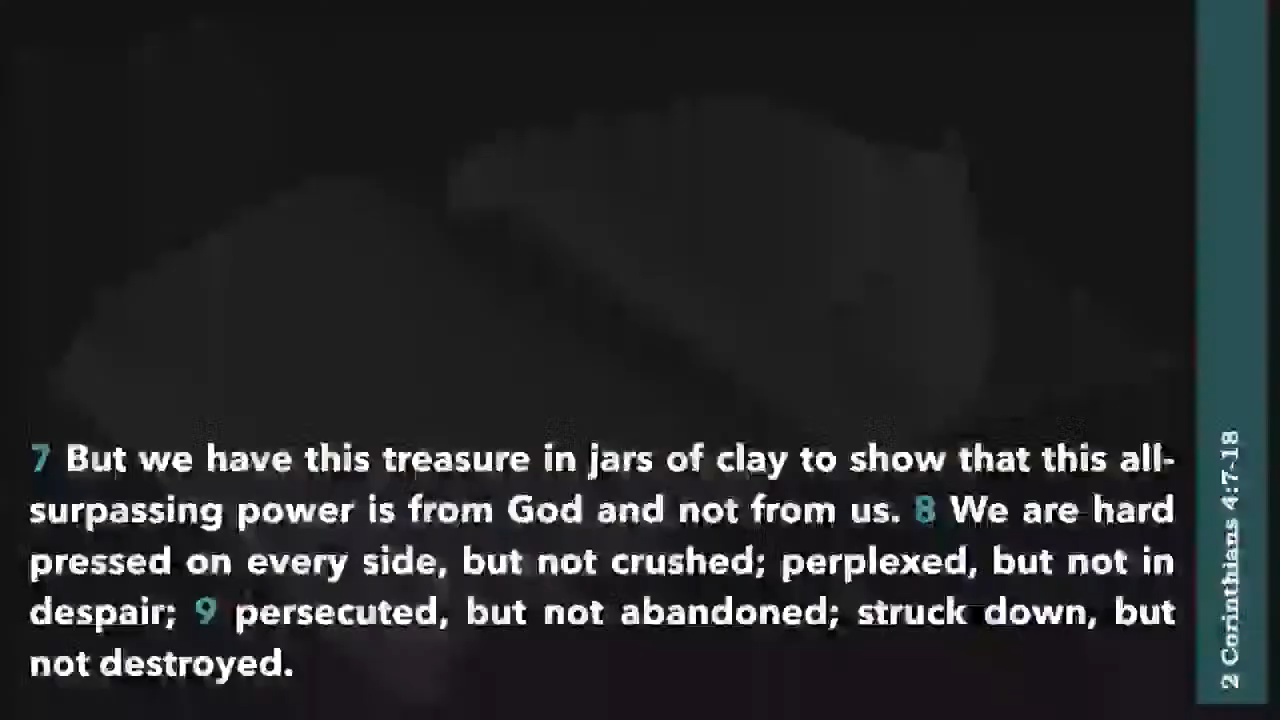 7 But we have this treasure in jars of clay to show that this all-
surpassing power is from God and not from us. 8 We are hard
pressed on every side, but not crushed; perplexed, but not in
despair; 9 persecuted, but not abandoned; struck down, but
not destroyed.
2 Corinthians 4:7-18